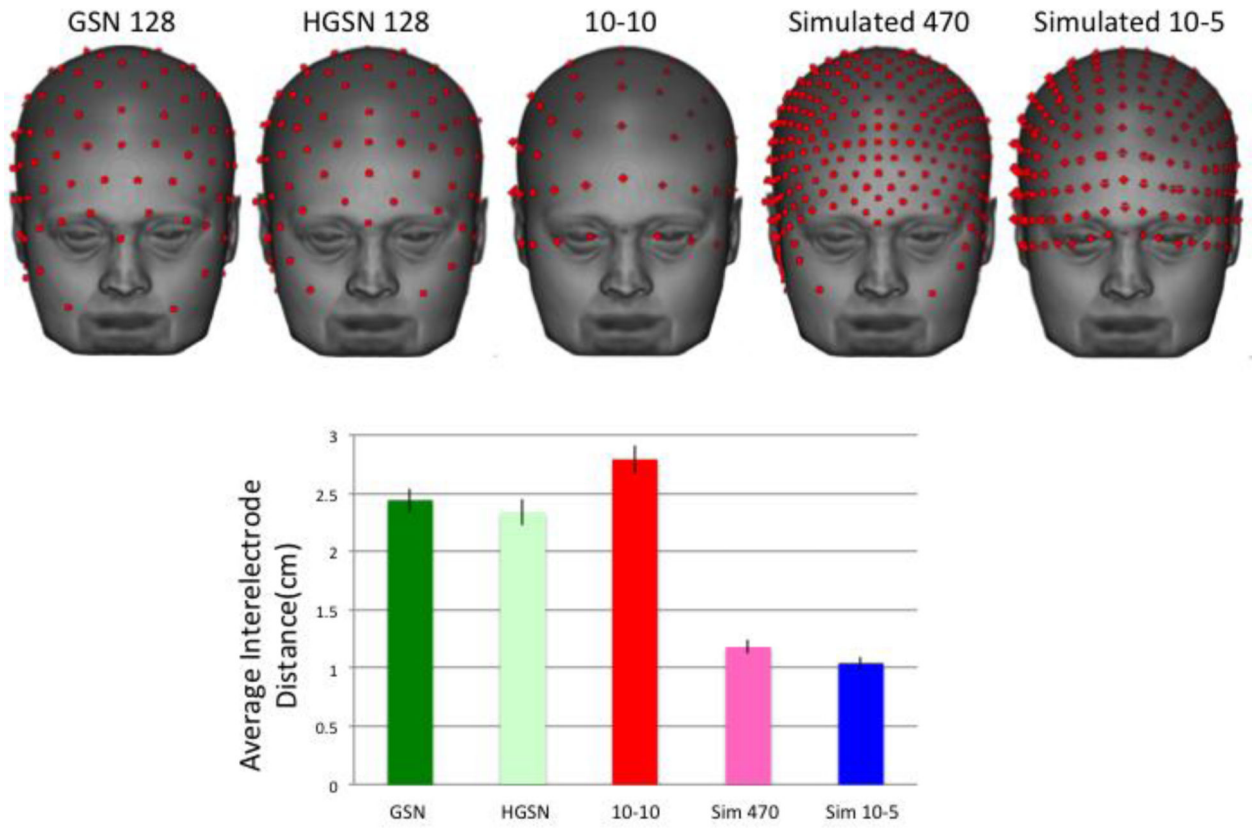 GSN 128 HGSN 128 10-10 Simulated 470 Simulated 10-5
Average Interelectrode
Distance(cm)
3
2.5
2
1.5
1
0.5
0
GSN HGSN 10-10 Sim 470 Sim 10-5